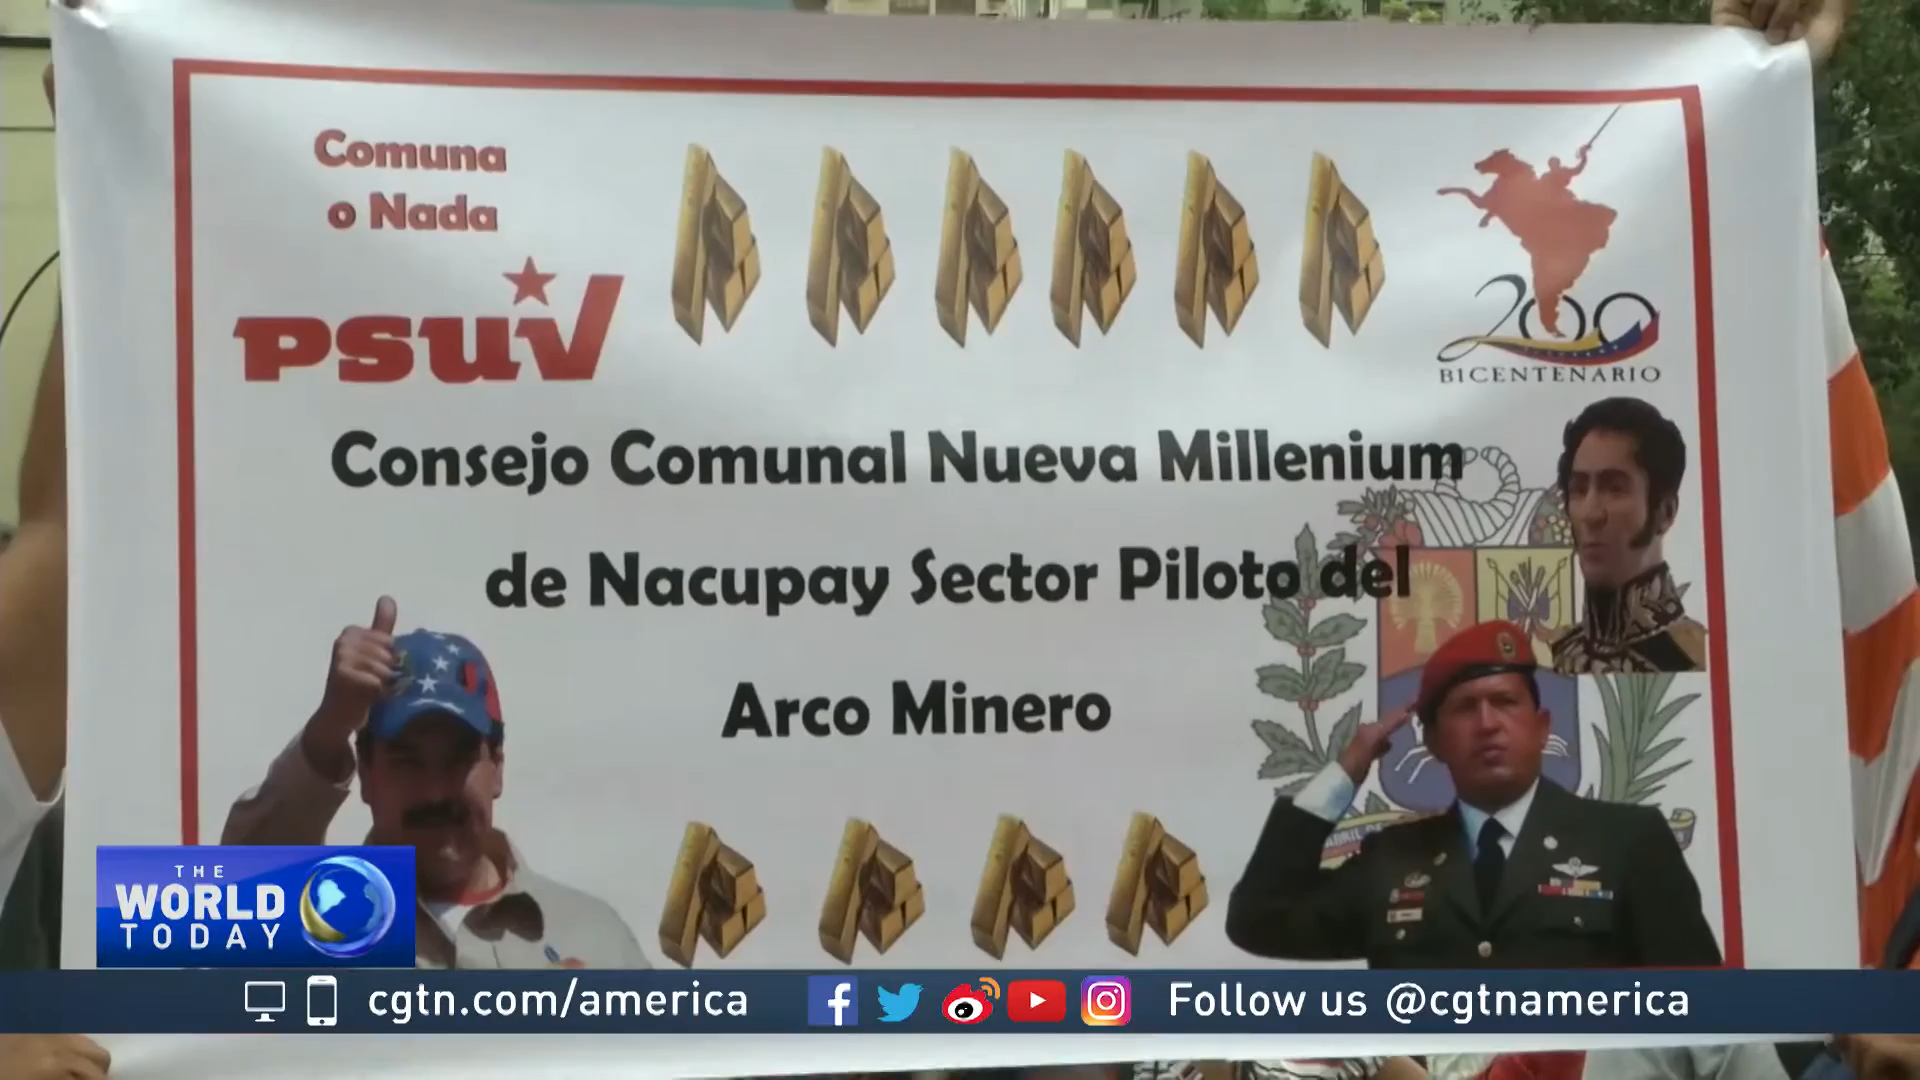 Comuna
o Nada
PSUV
200
BICENTENARIO
Consejo Comunal Nueva Millenium
de Nacupay Sector Piloto del
Arco Minero
THE
WORLD
TODAY
cgtn.com/america
Follow us @cgtnamerica